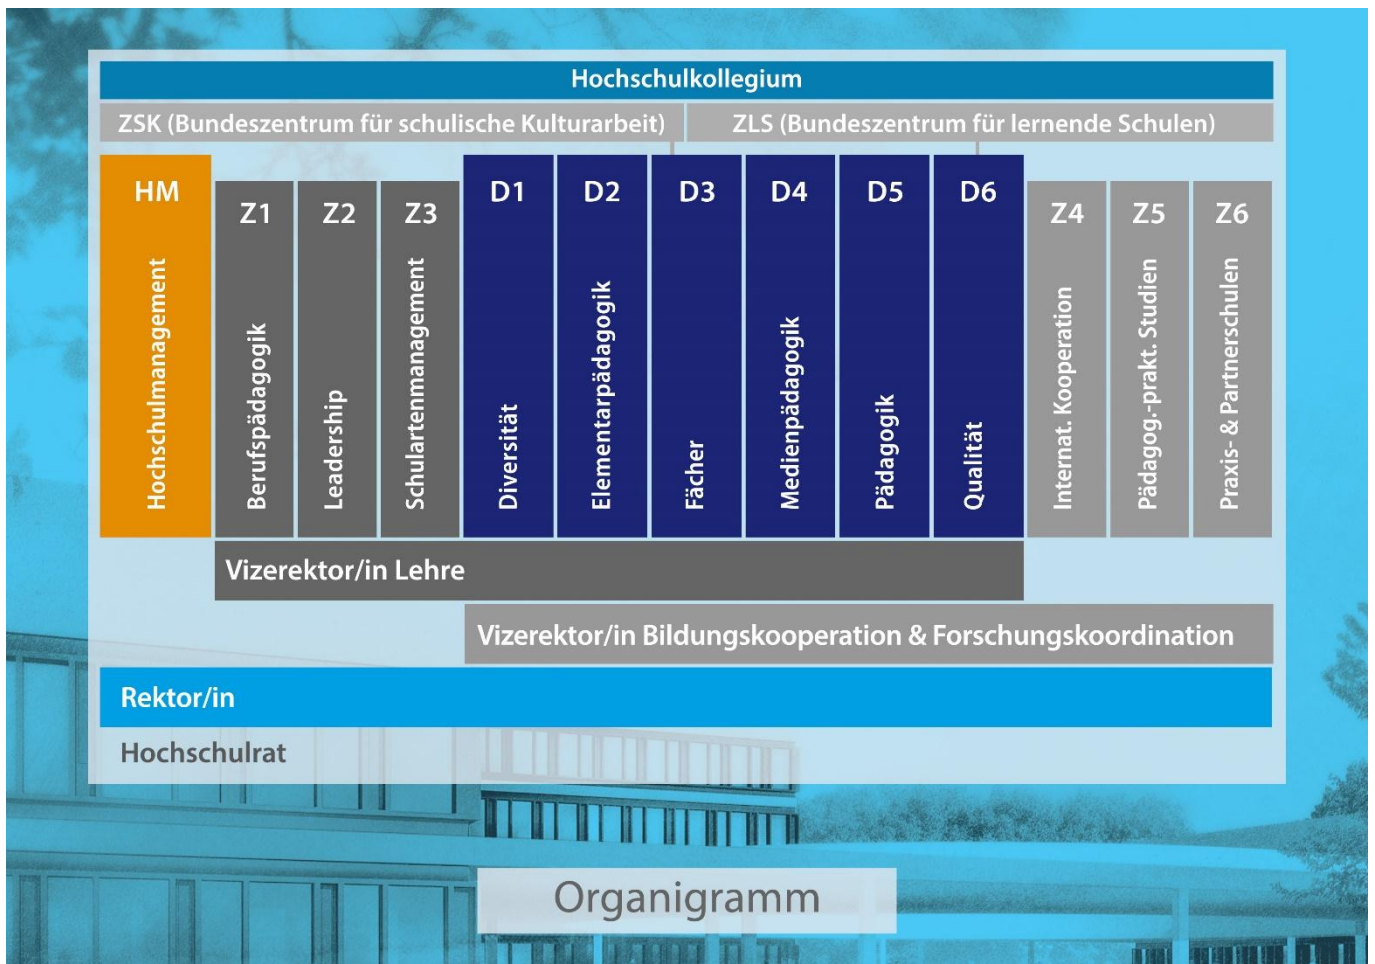 Hochschulkollegium
ZSK (Bundeszentrum für schulische Kulturarbeit)
ZLS (Bundeszentrum für lernende Schulen)
HM
Hochschulmanagement
Z1
Berufspädagogik
Z2
Leadership
Z3
Schulartenmanagement
D1
Diversität
D2
Elementarpädagogik
D3
Fächer
D4
Medienpädagogik
D5
Pädagogik
D6
Qualität
Z4
Internat. Kooperation
Z5
Pädagog.-prakt. Studien
Z6
Praxis- & Partnerschulen
Vizerektor/in Lehre
Vizerektor/in Bildungskooperation & Forschungskoordination
Rektor/in
Hochschulrat
Organigramm